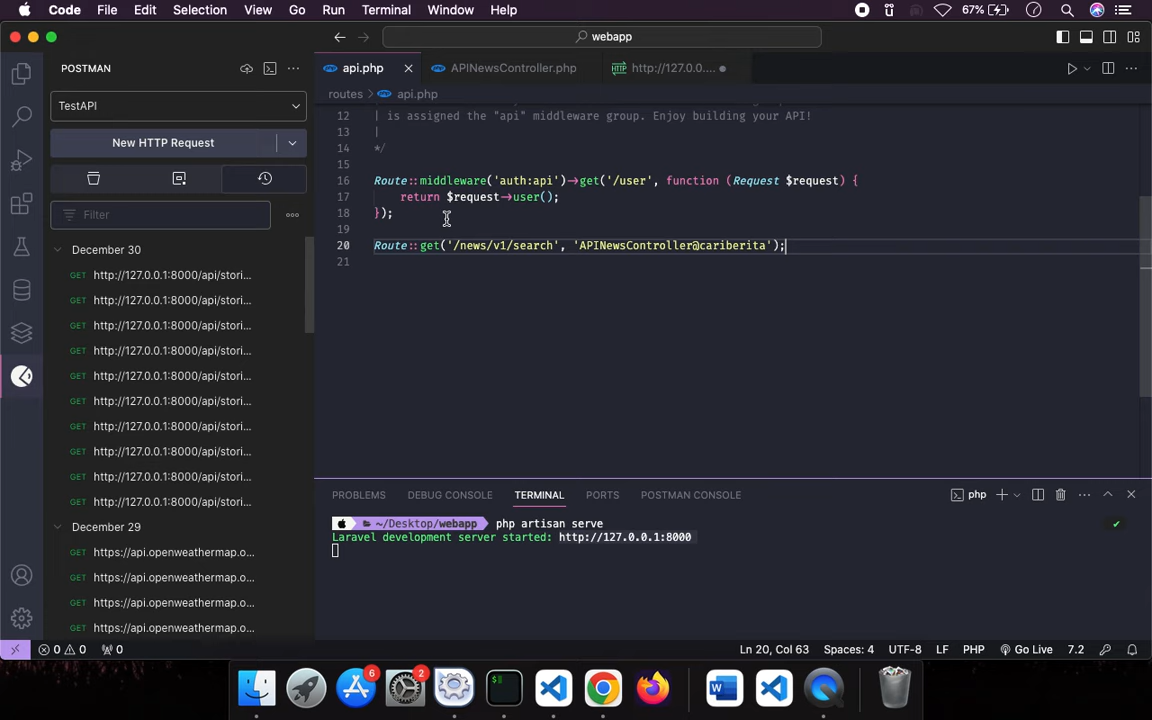 Code File Edit Selection View Go Run Terminal Window Help 67%
webapp
POSTMAN
TestAPI
New HTTP Request
Filter
December 30
GET http://127.0.0.1:8000/api/stori...
GET http://127.0.0.1:8000/api/stori...
GET http://127.0.0.1:8000/api/stori...
GET http://127.0.0.1:8000/api/stori...
GET http://127.0.0.1:8000/api/stori...
GET http://127.0.0.1:8000/api/stori...
GET http://127.0.0.1:8000/api/stori...
GET http://127.0.0.1:8000/api/stori...
GET http://127.0.0.1:8000/api/stori...
GET http://127.0.0.1:8000/api/stori...
December 29
GET https://api.openweathermap.o...
GET https://api.openweathermap.o...
GET https://api.openweathermap.o...
GET https://api.openweathermap.o...
api.php APINewsController.php http://127.0.0....
routes > api.php
12 | is assigned the "api" middleware group. Enjoy building your API!
13 |
14 */
15
16 Route::middleware('auth:api')->get('/user', function (Request $request) {
17 return $request->user();
18 });
19
20 Route::get('/news/v1/search', 'APINewsController@cariberita');
21
PROBLEMS DEBUG CONSOLE TERMINAL PORTS POSTMAN CONSOLE php
~/Desktop/webapp php artisan serve
Laravel development server started: http://127.0.0.1:8000
0 0 0 Ln 20, Col 63 Spaces: 4 UTF-8 LF PHP Go Live 7.2
6 2